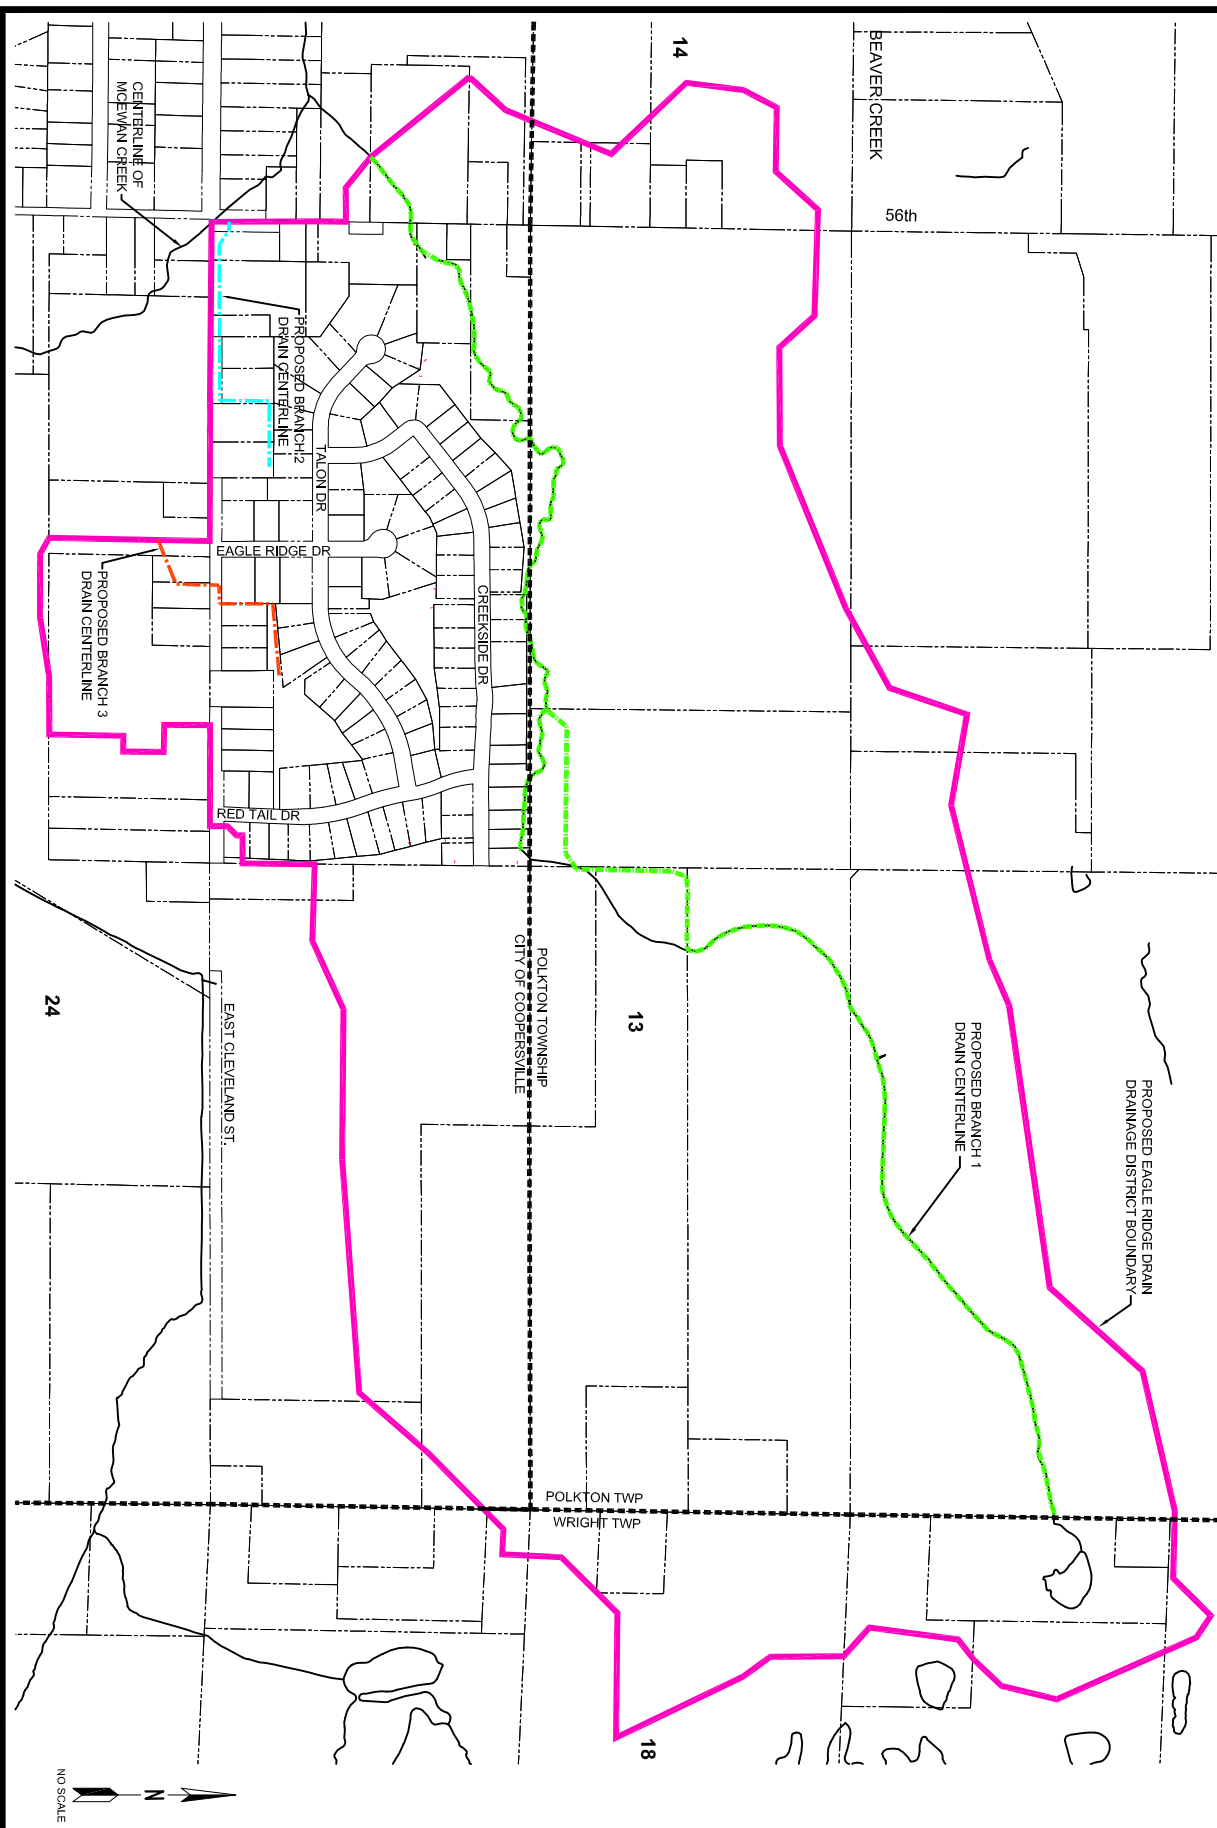 14
BEAVER CREEK
CENTERLINE OF
MCEWAN CREEK
56th
PROPOSED BRANCH 2
DRAIN CENTERLINE
TALON DR
EAGLE RIDGE DR
CREEKSIDE DR
PROPOSED BRANCH 3
DRAIN CENTERLINE
RED TAIL DR
POLKTON TOWNSHIP
CITY OF COOPERSVILLE
13
24
EAST CLEVELAND ST.
PROPOSED BRANCH 1
DRAIN CENTERLINE
PROPOSED EAGLE RIDGE DRAIN
DRAINAGE DISTRICT BOUNDARY
POLKTON TWP
WRIGHT TWP
18
N
NO SCALE